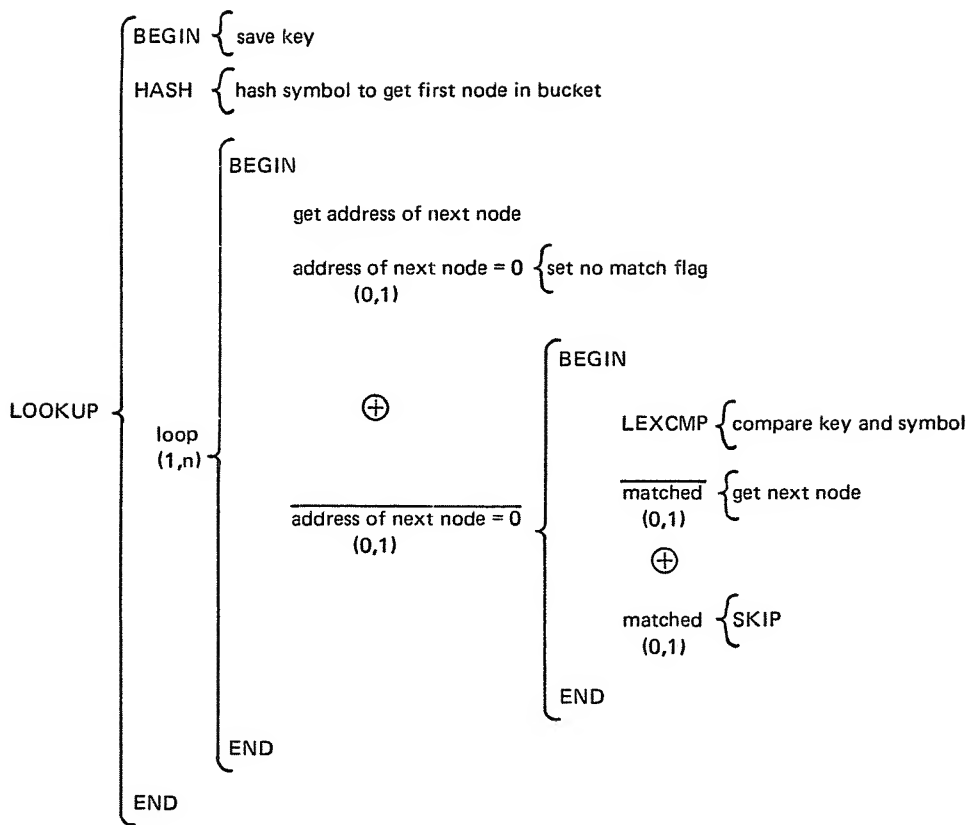 BEGIN save key
HASH hash symbol to get first node in bucket
BEGIN
get address of next node
address of next node = 0 set no match flag
(0,1)
BEGIN
LOOKUP
LEXCMP compare key and symbol
loop
(1,n)
matched get next node
(0,1)
address of next node = 0
(0,1)
matched SKIP
(0,1)
END
END
END